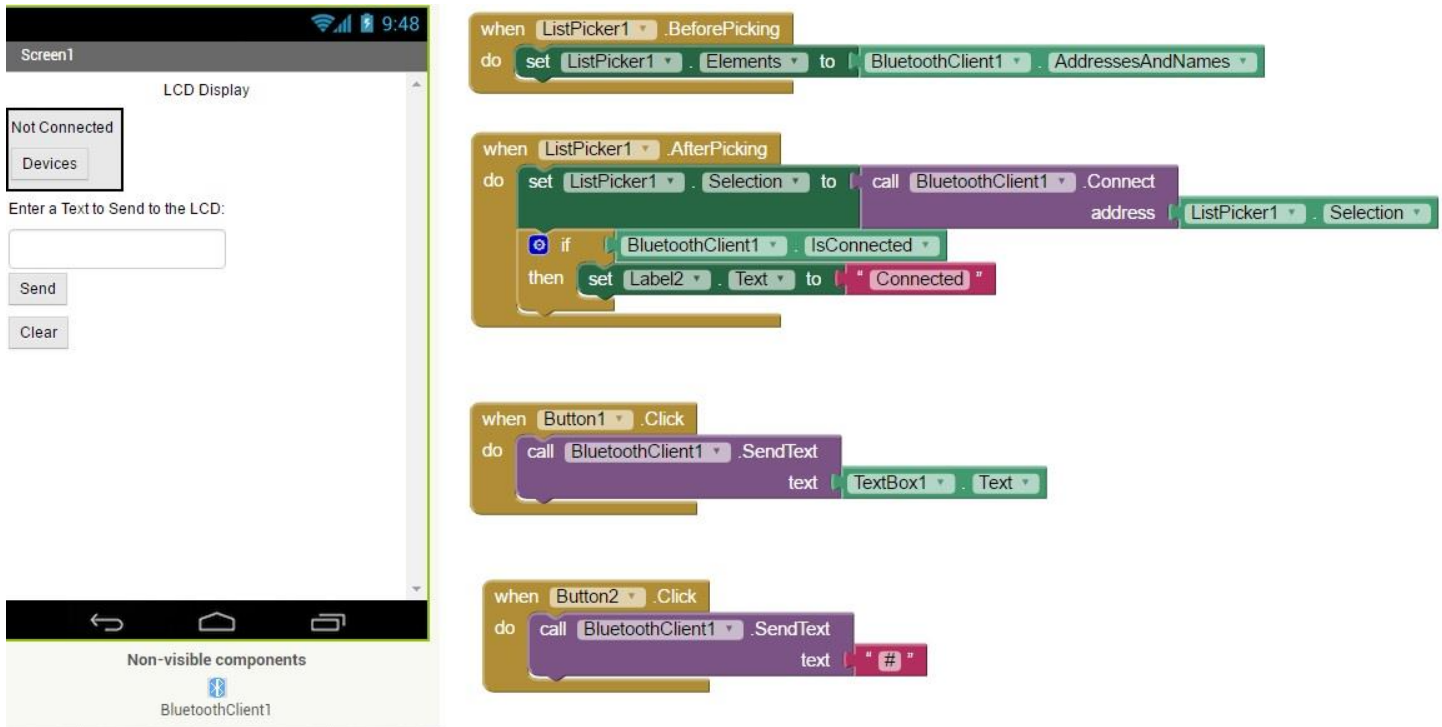 9:48
Screen1
LCD Display
Not Connected
Devices
Enter a Text to Send to the LCD:
Send
Clear
Non-visible components
BluetoothClient1
when ListPicker1 .BeforePicking
do set ListPicker1 . Elements to BluetoothClient1 . AddressesAndNames
when ListPicker1 .AfterPicking
do set ListPicker1 . Selection to call BluetoothClient1 .Connect
address ListPicker1 . Selection
if BluetoothClient1 . IsConnected
then set Label2 . Text to " Connected "
when Button1 .Click
do call BluetoothClient1 .SendText
text TextBox1 . Text
when Button2 .Click
do call BluetoothClient1 .SendText
text " # "